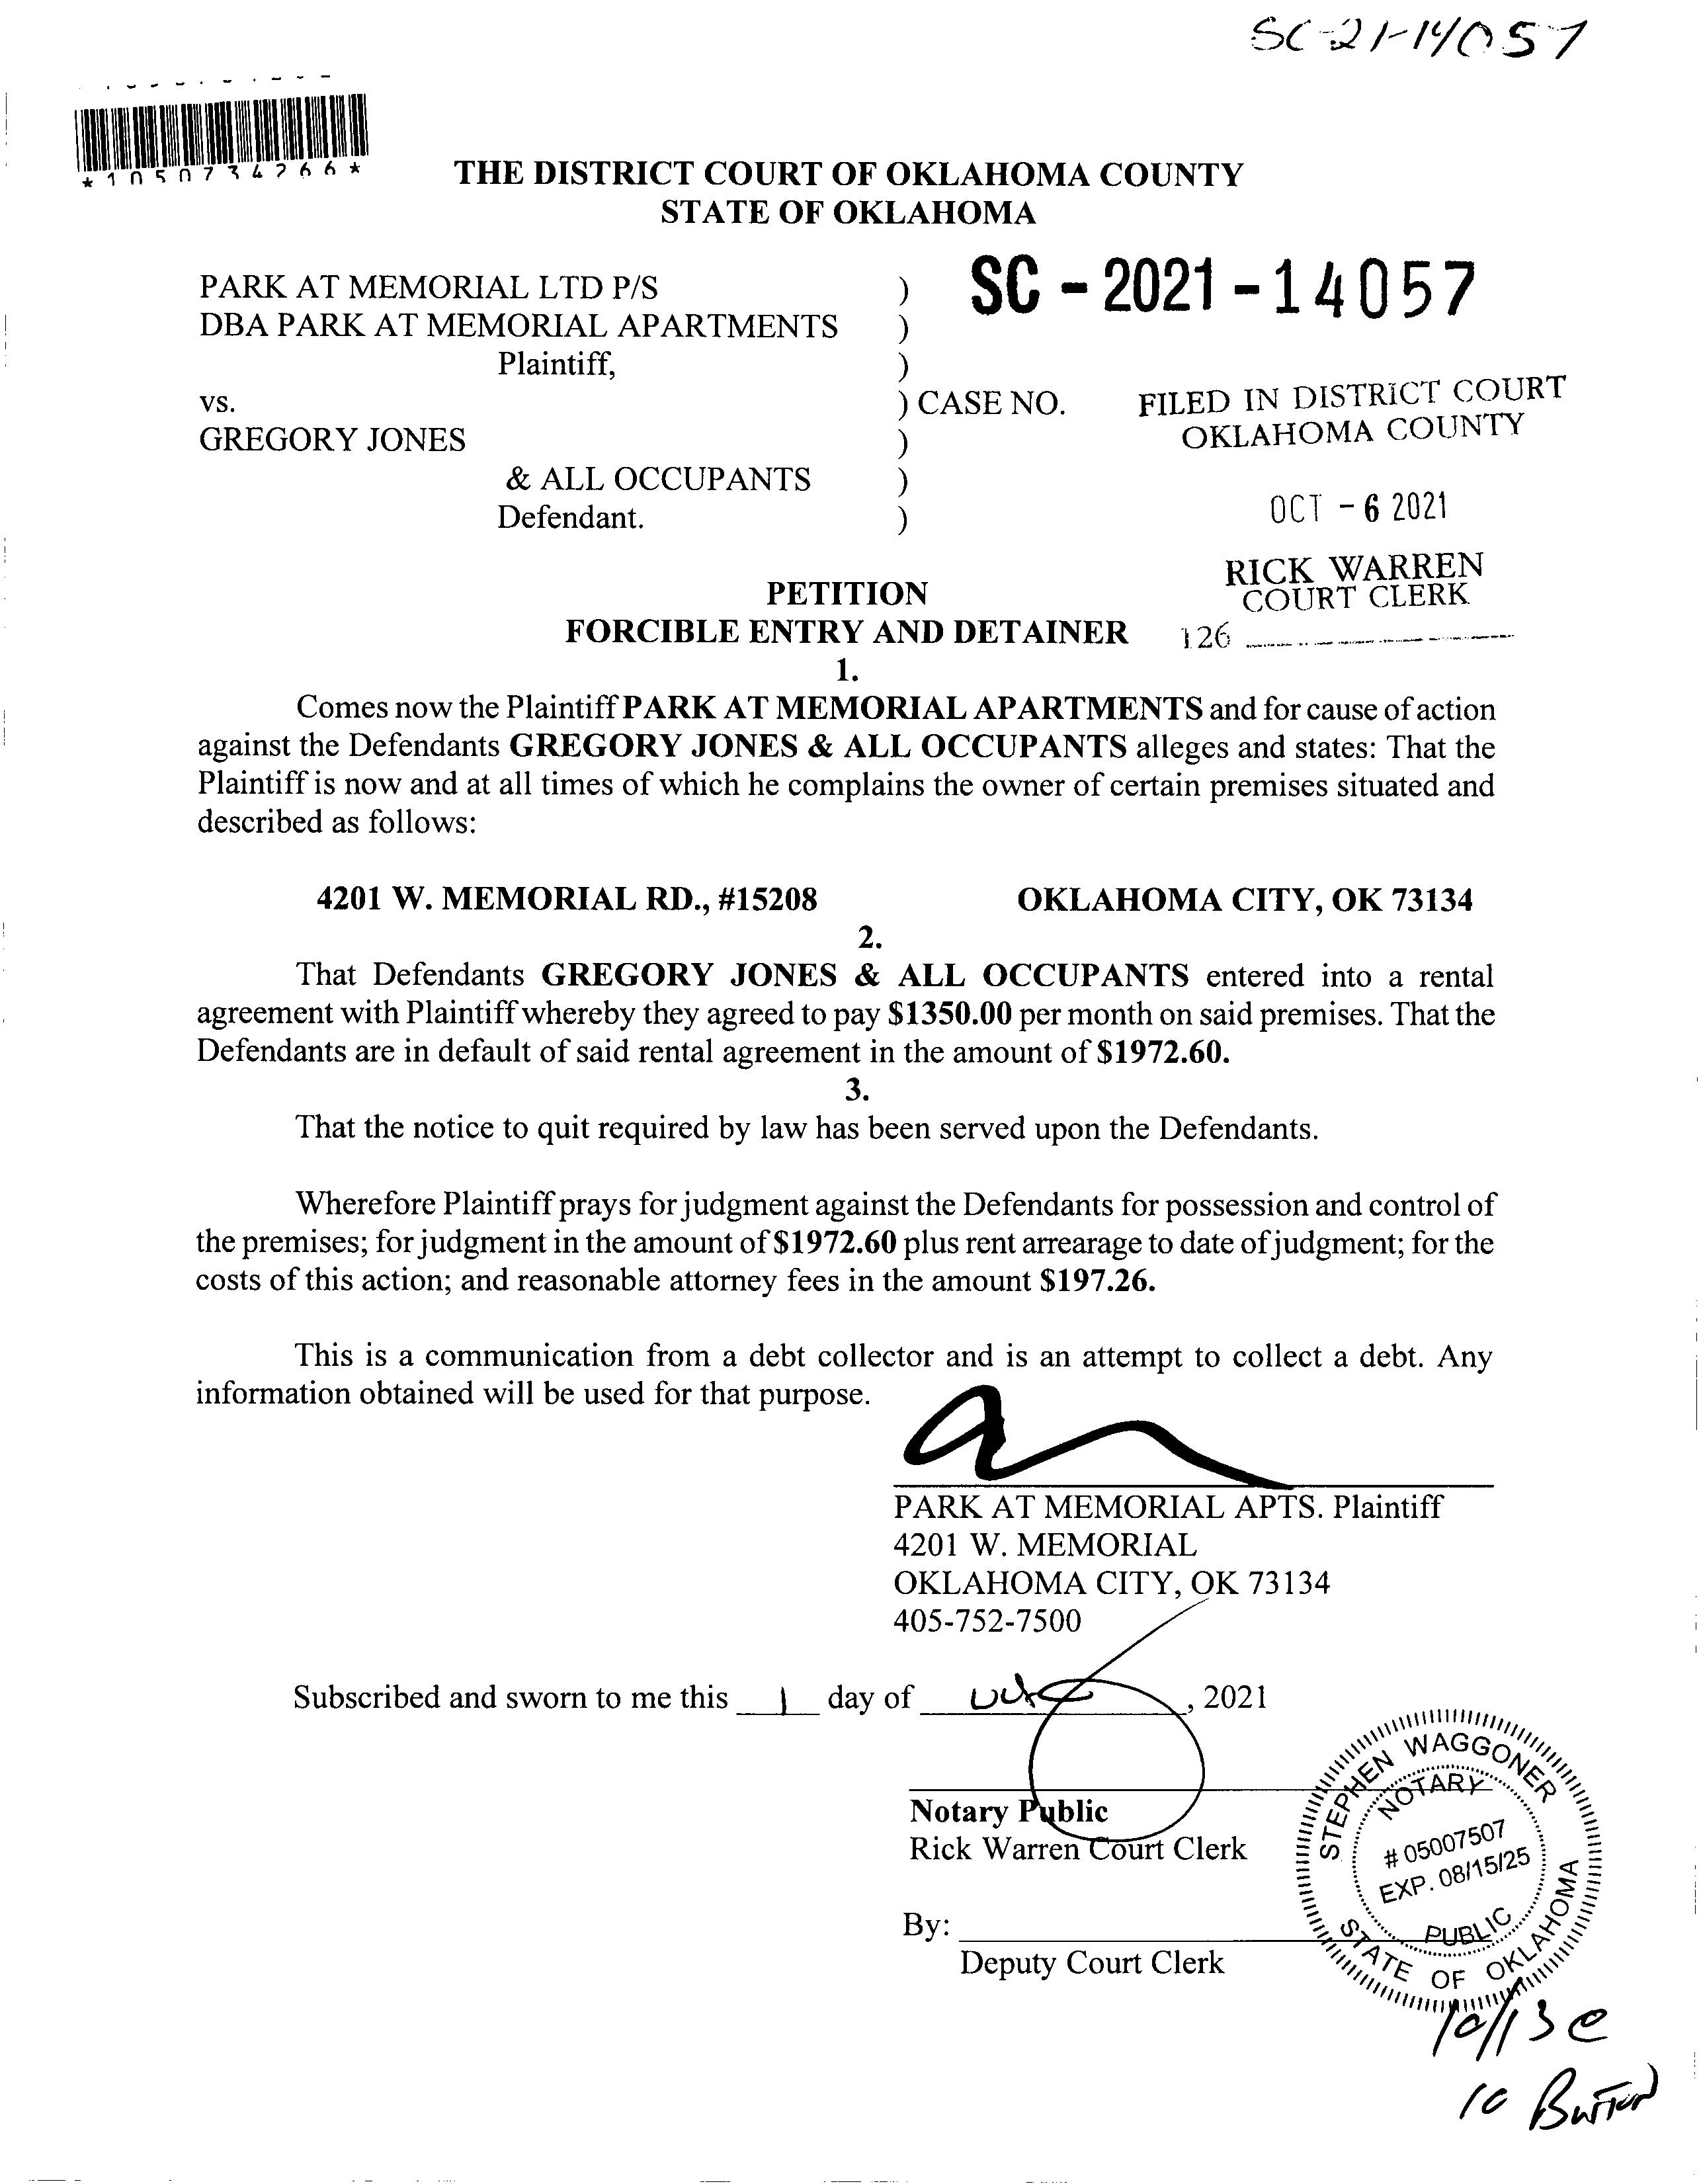 SC-21-14057
*1050734266*
THE DISTRICT COURT OF OKLAHOMA COUNTY
STATE OF OKLAHOMA
PARK AT MEMORIAL LTD P/S )
DBA PARK AT MEMORIAL APARTMENTS )
Plaintiff, )
SC - 2021 - 14057
vs. ) CASE NO.
GREGORY JONES )
& ALL OCCUPANTS )
Defendant. )
FILED IN DISTRICT COURT
OKLAHOMA COUNTY
OCT - 6 2021
RICK WARREN
COURT CLERK
126
PETITION
FORCIBLE ENTRY AND DETAINER
1.
Comes now the Plaintiff PARK AT MEMORIAL APARTMENTS and for cause of action
against the Defendants GREGORY JONES & ALL OCCUPANTS alleges and states: That the
Plaintiff is now and at all times of which he complains the owner of certain premises situated and
described as follows:
4201 W. MEMORIAL RD., #15208 OKLAHOMA CITY, OK 73134
2.
That Defendants GREGORY JONES & ALL OCCUPANTS entered into a rental
agreement with Plaintiff whereby they agreed to pay $1350.00 per month on said premises. That the
Defendants are in default of said rental agreement in the amount of $1972.60.
3.
That the notice to quit required by law has been served upon the Defendants.
Wherefore Plaintiff prays for judgment against the Defendants for possession and control of
the premises; for judgment in the amount of $1972.60 plus rent arrearage to date of judgment; for the
costs of this action; and reasonable attorney fees in the amount $197.26.
This is a communication from a debt collector and is an attempt to collect a debt. Any
information obtained will be used for that purpose.
PARK AT MEMORIAL APTS. Plaintiff
4201 W. MEMORIAL
OKLAHOMA CITY, OK 73134
405-752-7500
Subscribed and sworn to me this 1 day of , 2021
Notary Public
Rick Warren Court Clerk
By:
Deputy Court Clerk
STEPHEN WAGGONER
NOTARY
# 05007507
EXP. 08/15/25
PUBLIC
STATE OF OKLAHOMA
10/13 @
10 Burton